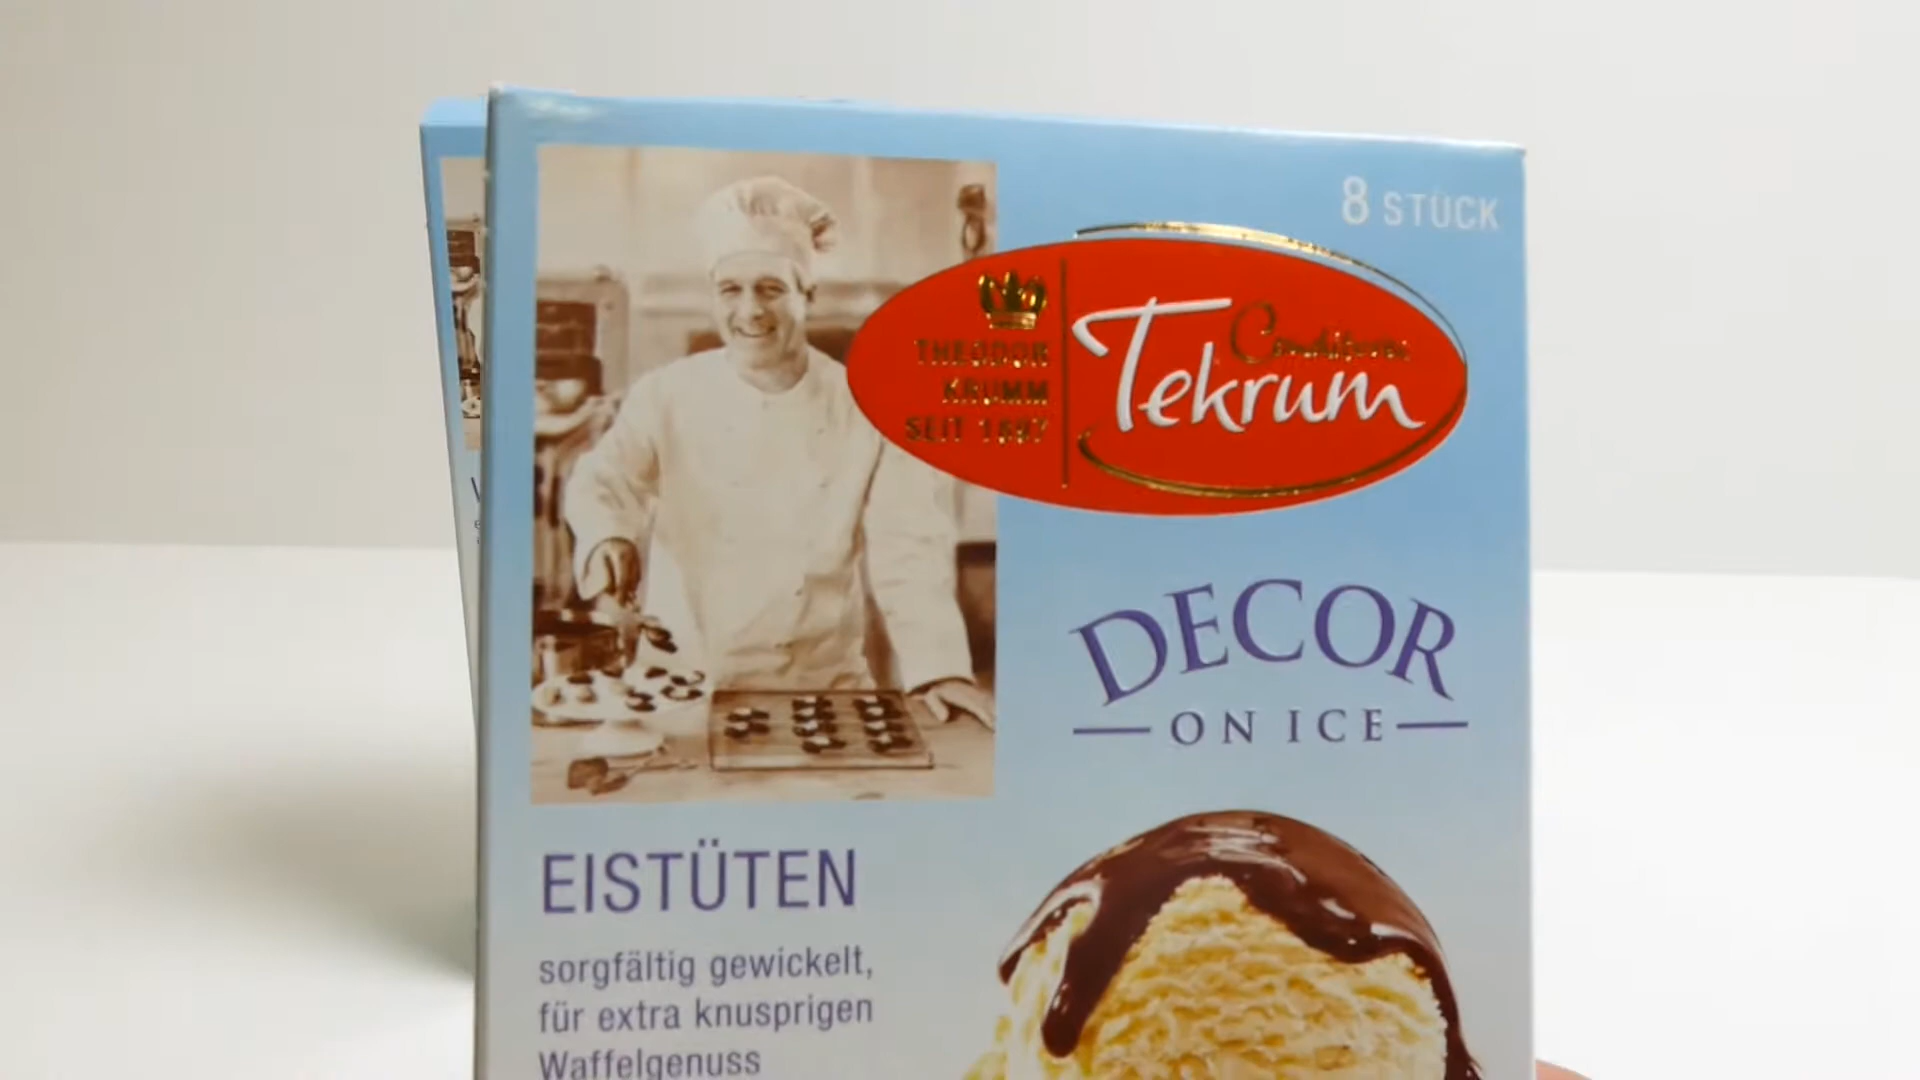 8 STÜCK
THEODOR
KRUMM
SEIT 1897
Conditorei
Tekrum
DECOR
ON ICE
EISTÜTEN
sorgfältig gewickelt,
für extra knusprigen
Waffelgenuss